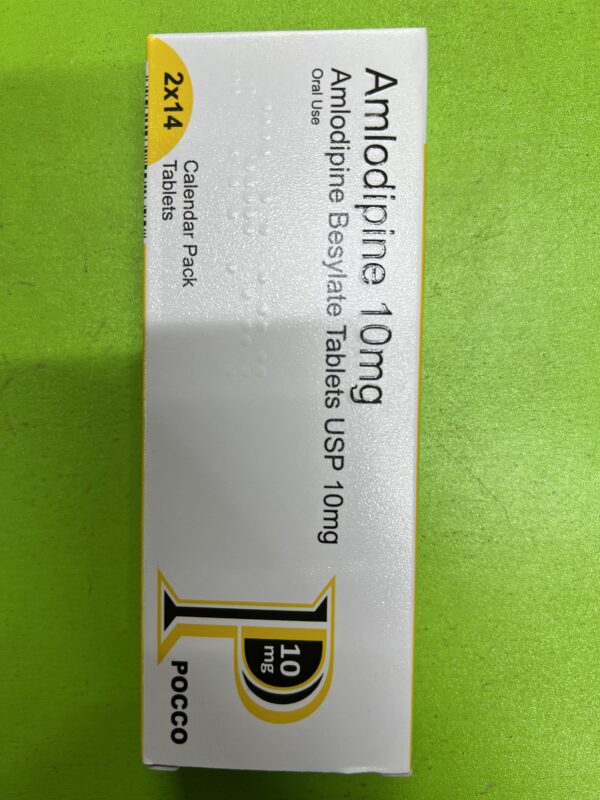 Amlodipine 10mg
Amlodipine Besylate Tablets USP 10mg
Oral Use
2x14
Calendar Pack
Tablets
10
mg
POCCO